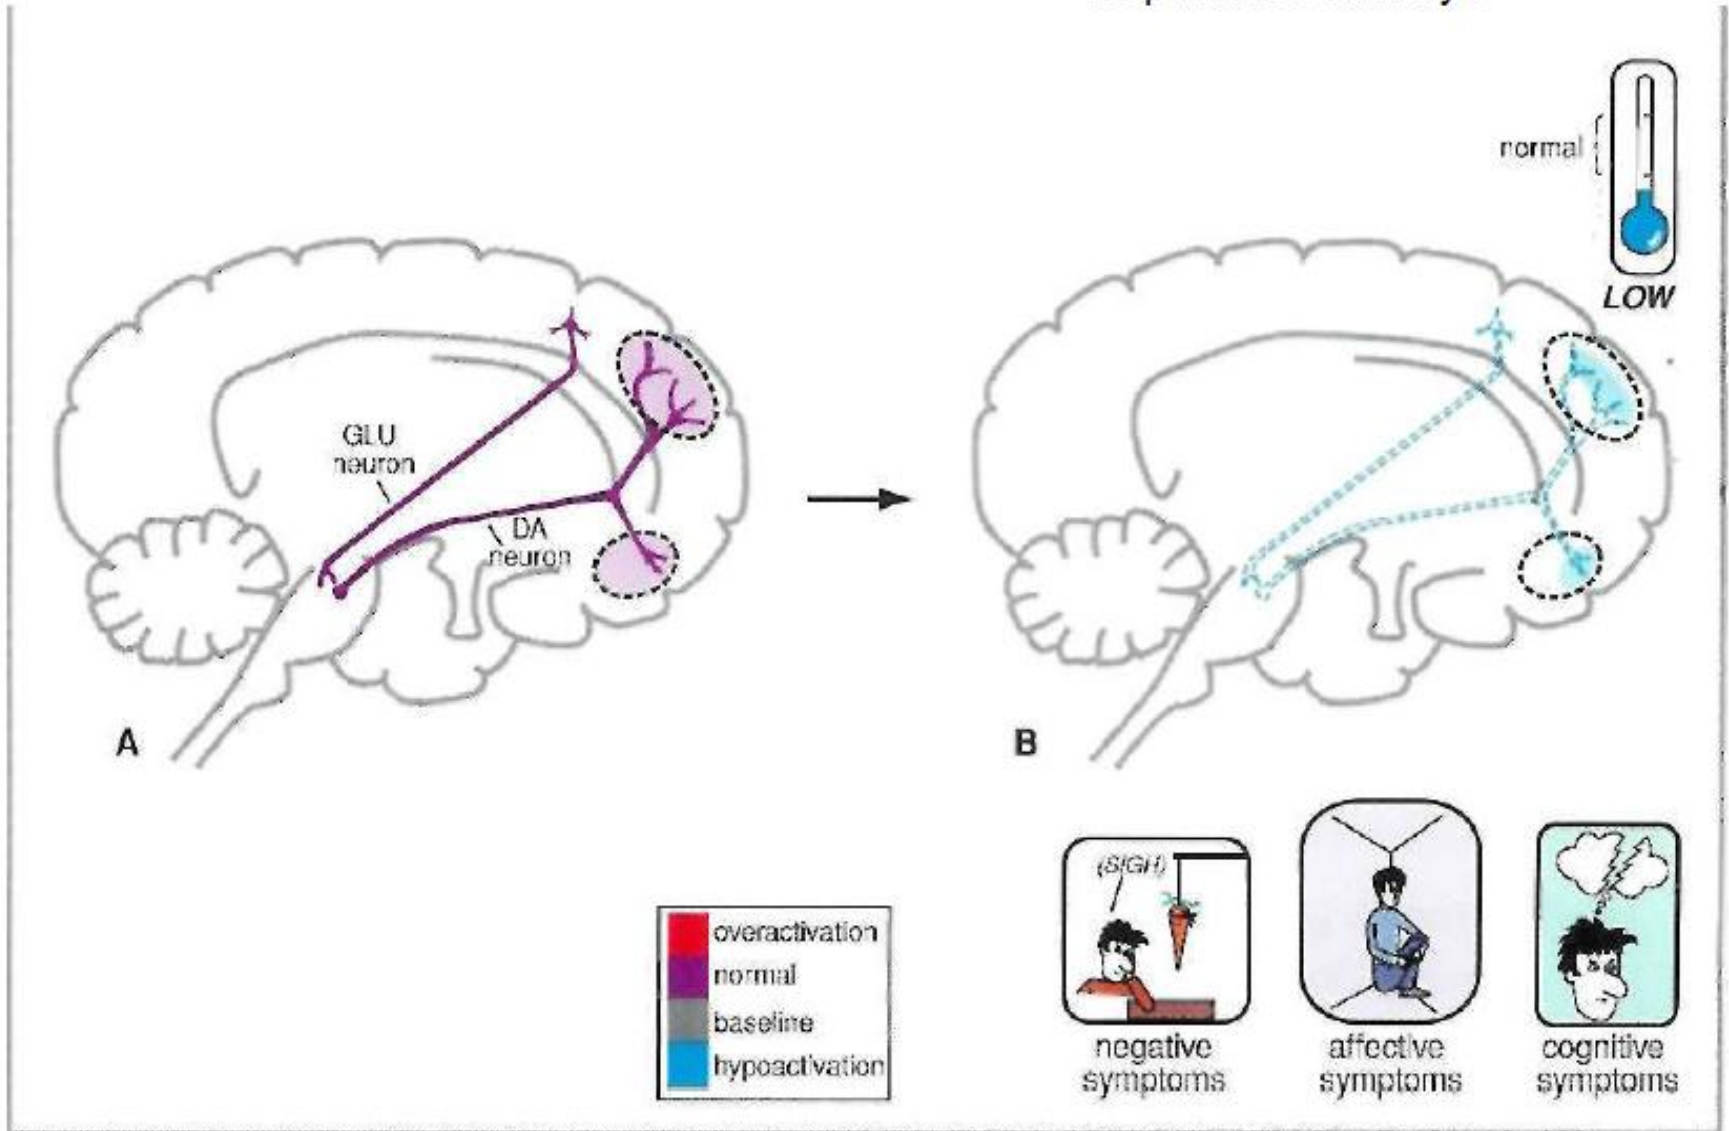 normal
LOW
GLU
neuron
DA
neuron
A
B
(SIGH)
overactivation
normal
baseline
hypoactivation
negative
symptoms
affective
symptoms
cognitive
symptoms